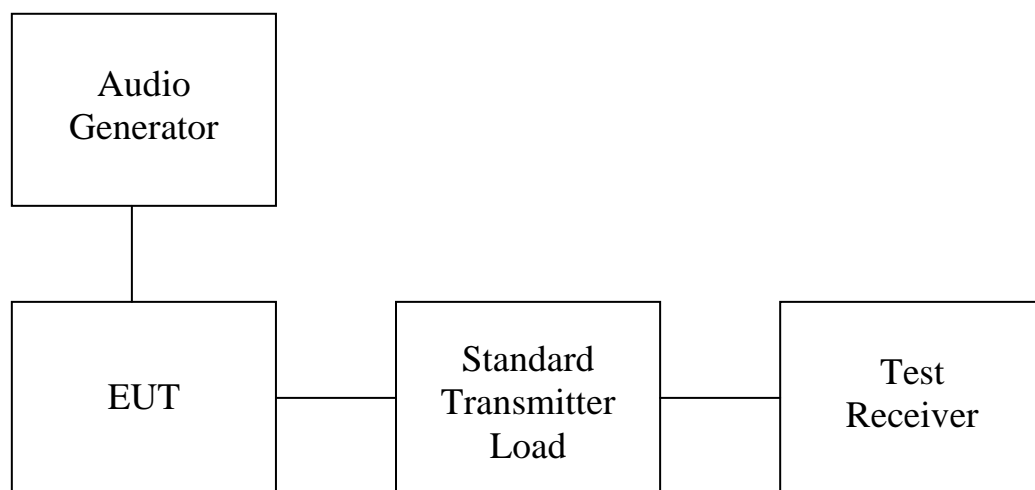 Audio
Generator
EUT
Standard
Transmitter
Load
Test
Receiver